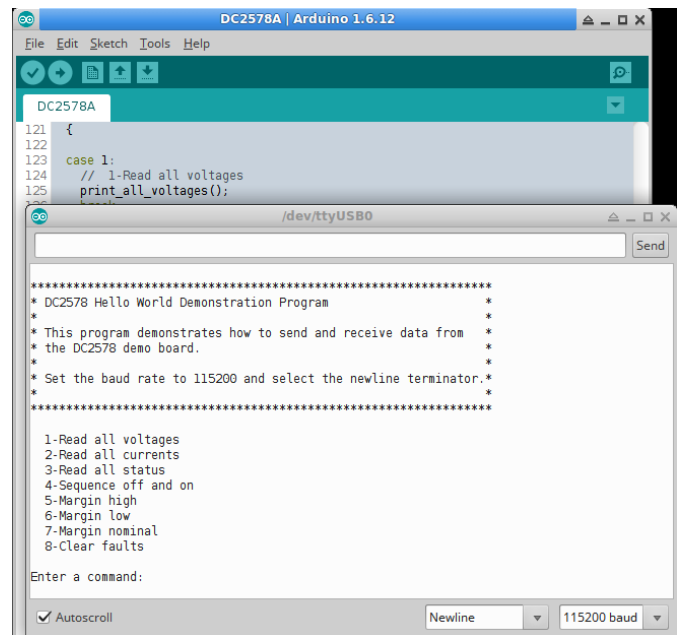 DC2578A | Arduino 1.6.12
File Edit Sketch Tools Help
DC2578A
121 {
122
123 case 1:
124 // 1-Read all voltages
125 print_all_voltages();
/dev/ttyUSB0
Send
*****************************************************************
* DC2578 Hello World Demonstration Program *
* *
* This program demonstrates how to send and receive data from *
* the DC2578 demo board. *
* *
* Set the baud rate to 115200 and select the newline terminator.*
* *
*****************************************************************
1-Read all voltages
2-Read all currents
3-Read all status
4-Sequence off and on
5-Margin high
6-Margin low
7-Margin nominal
8-Clear faults
Enter a command:
Autoscroll
Newline
115200 baud